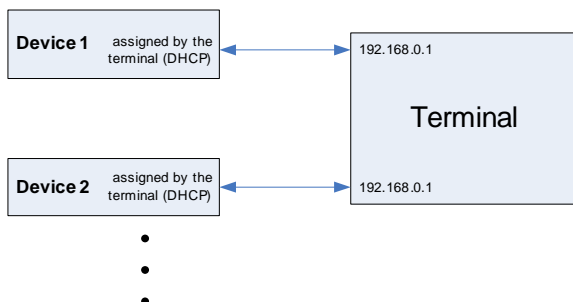 Device 1
assigned by the
terminal (DHCP)
192.168.0.1
Terminal
Device 2
assigned by the
terminal (DHCP)
192.168.0.1